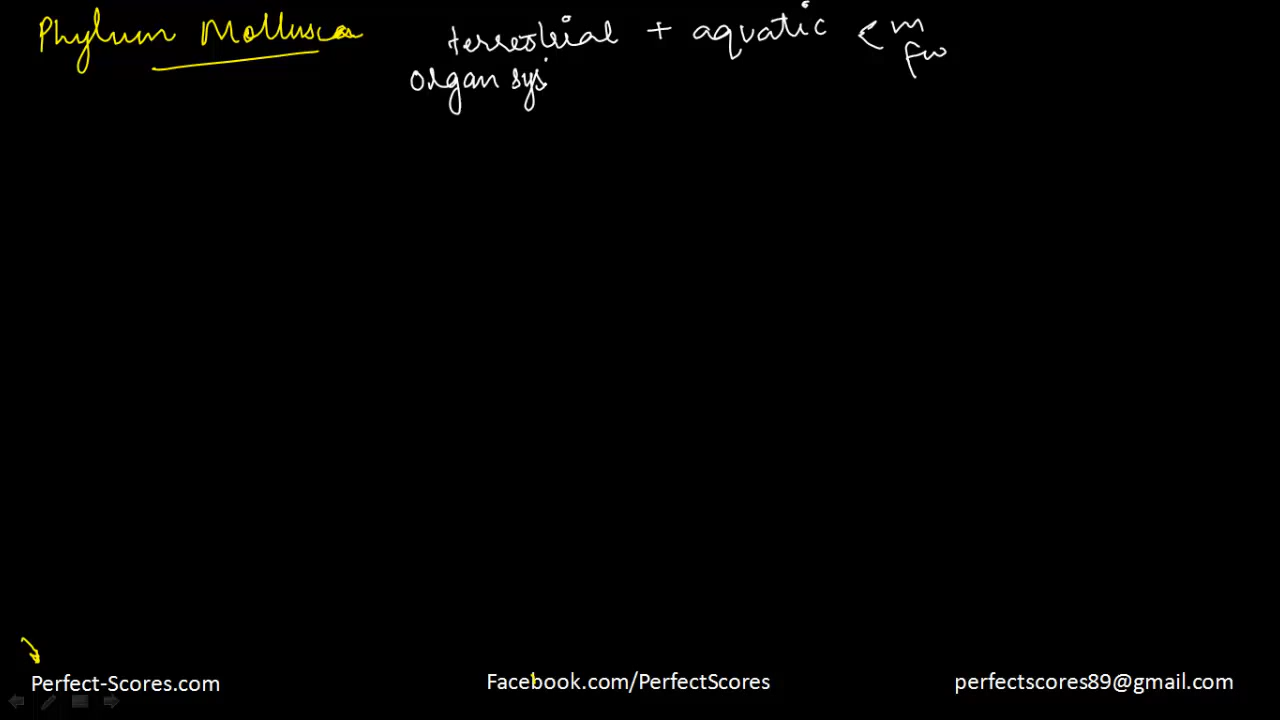 Phylum Mollusca terrestrial + aquatic < m
fw
organ sys
Perfect-Scores.com Facebook.com/PerfectScores perfectscores89@gmail.com